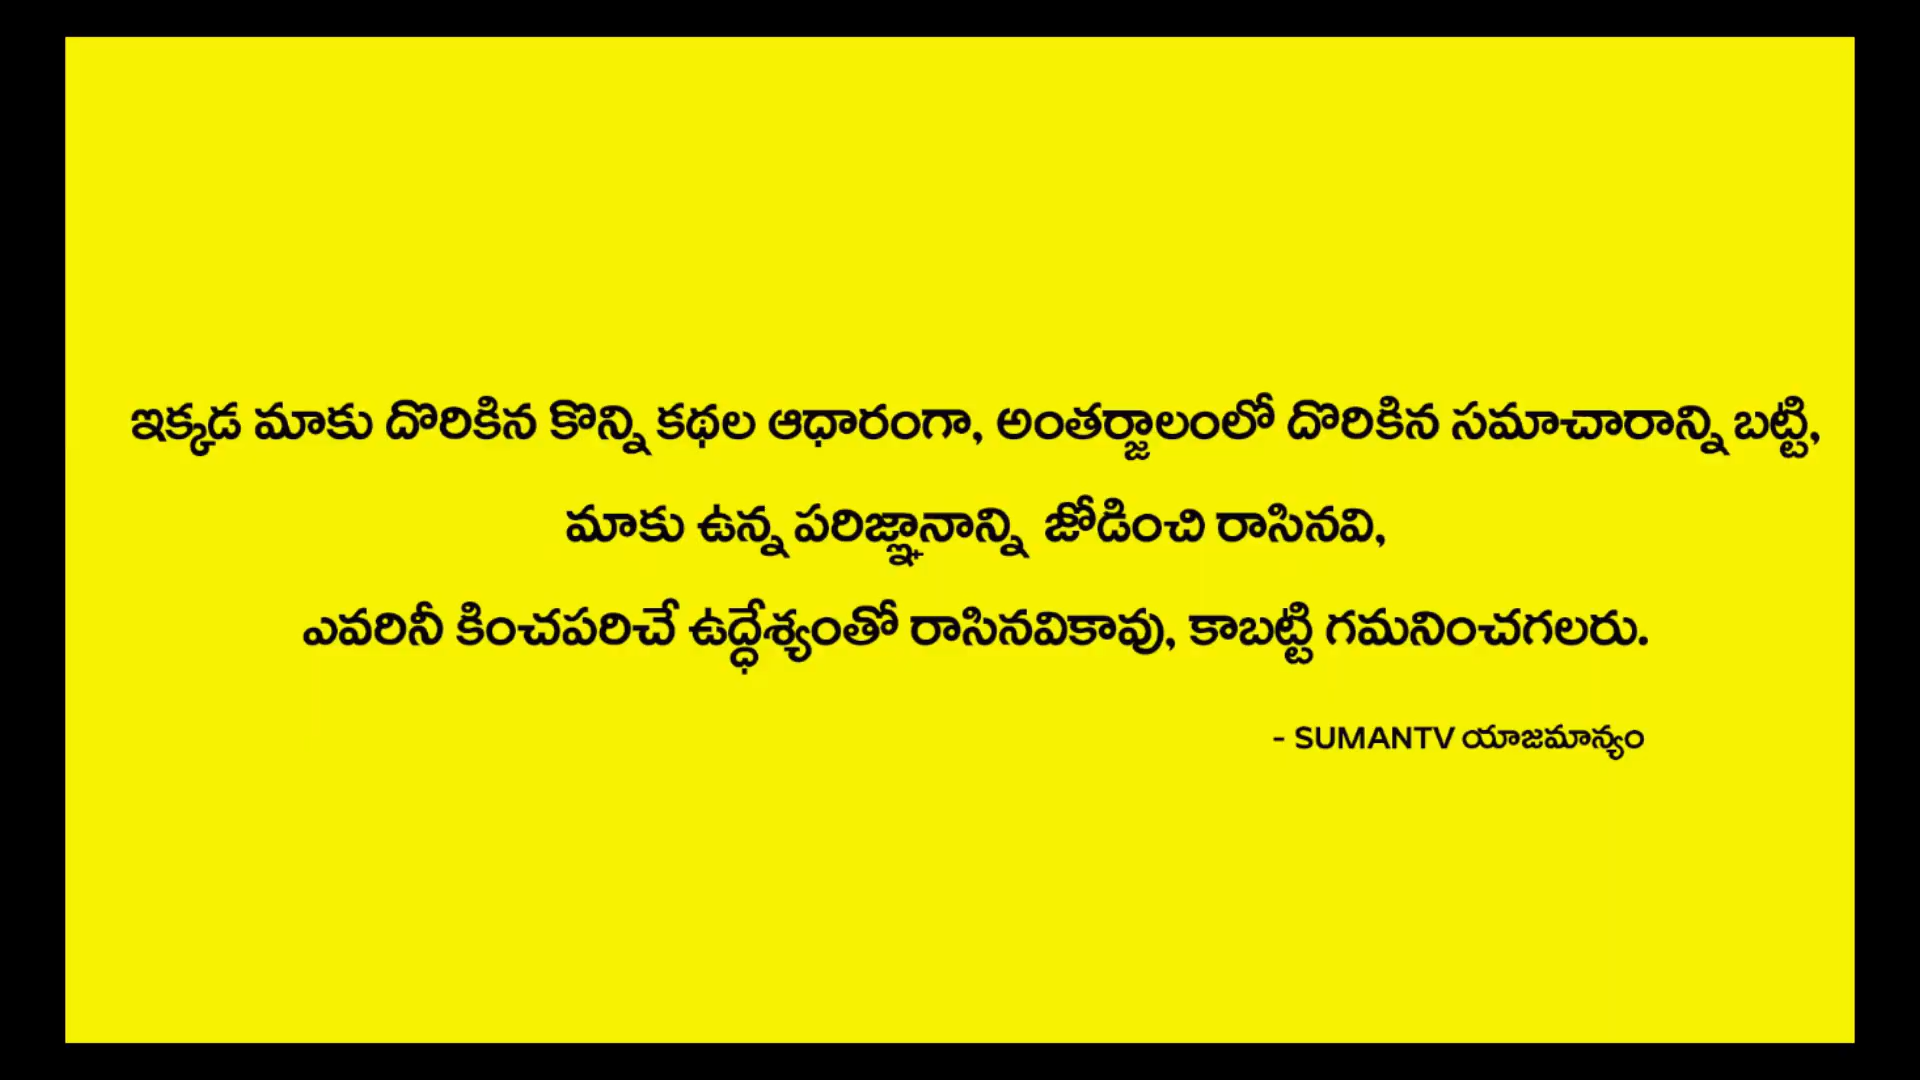 ఇక్కడ మాకు దొరికిన కొన్ని కథల ఆధారంగా, అంతర్జాలంలో దొరికిన సమాచారాన్ని బట్టి,
మాకు ఉన్న పరిజ్ఞానాన్ని జోడించి రాసినవి,
ఎవరినీ కించపరిచే ఉద్ధేశ్యంతో రాసినవికావు, కాబట్టి గమనించగలరు.
- SUMANTV యాజమాన్యం